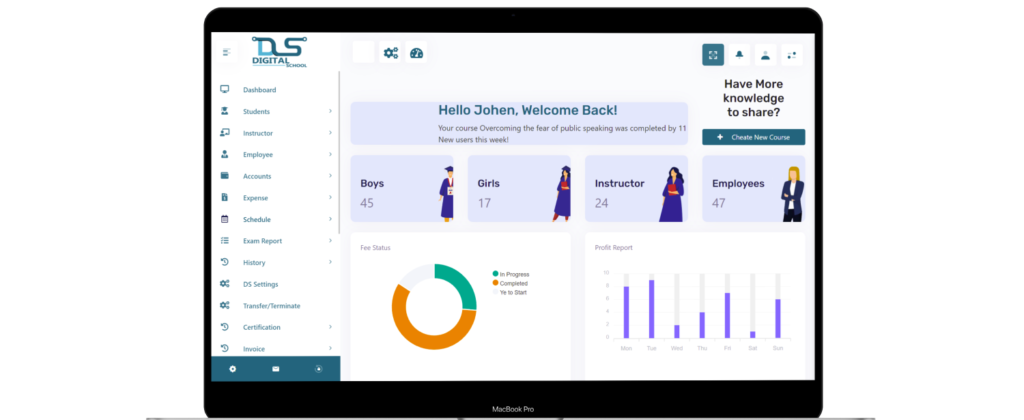 DS
DIGITAL
SCHOOL
Dashboard
Students
Instructor
Employee
Accounts
Expense
Schedule
Exam Report
History
DS Settings
Transfer/Terminate
Certification
Invoice
Hello Johen, Welcome Back!
Your course Overcoming the fear of public speaking was completed by 11
New users this week!
Have More
knowledge
to share?
+ Cheate New Course
Boys
45
Girls
17
Instructor
24
Employees
47
Fee Status
In Progress
Completed
Ye to Start
Profit Report
10
8
6
4
2
0
Mon Tue Wed Thu Fri Sat Sun
MacBook Pro